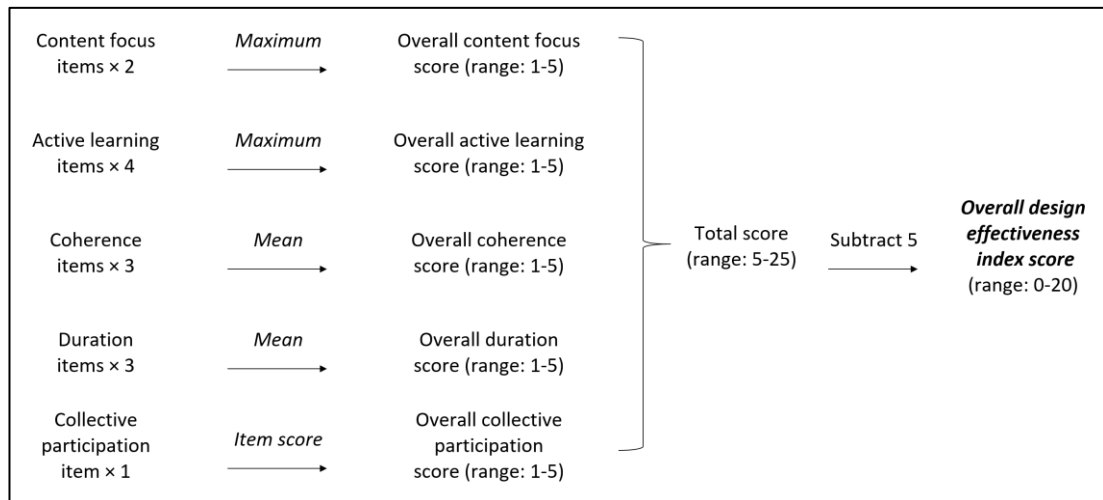 Content focus
items × 2
Maximum
Overall content focus
score (range: 1-5)
Active learning
items × 4
Maximum
Overall active learning
score (range: 1-5)
Coherence
items × 3
Mean
Overall coherence
score (range: 1-5)
Duration
items × 3
Mean
Overall duration
score (range: 1-5)
Collective
participation
item × 1
Item score
Overall collective
participation
score (range: 1-5)
Total score
(range: 5-25)
Subtract 5
Overall design
effectiveness
index score
(range: 0-20)